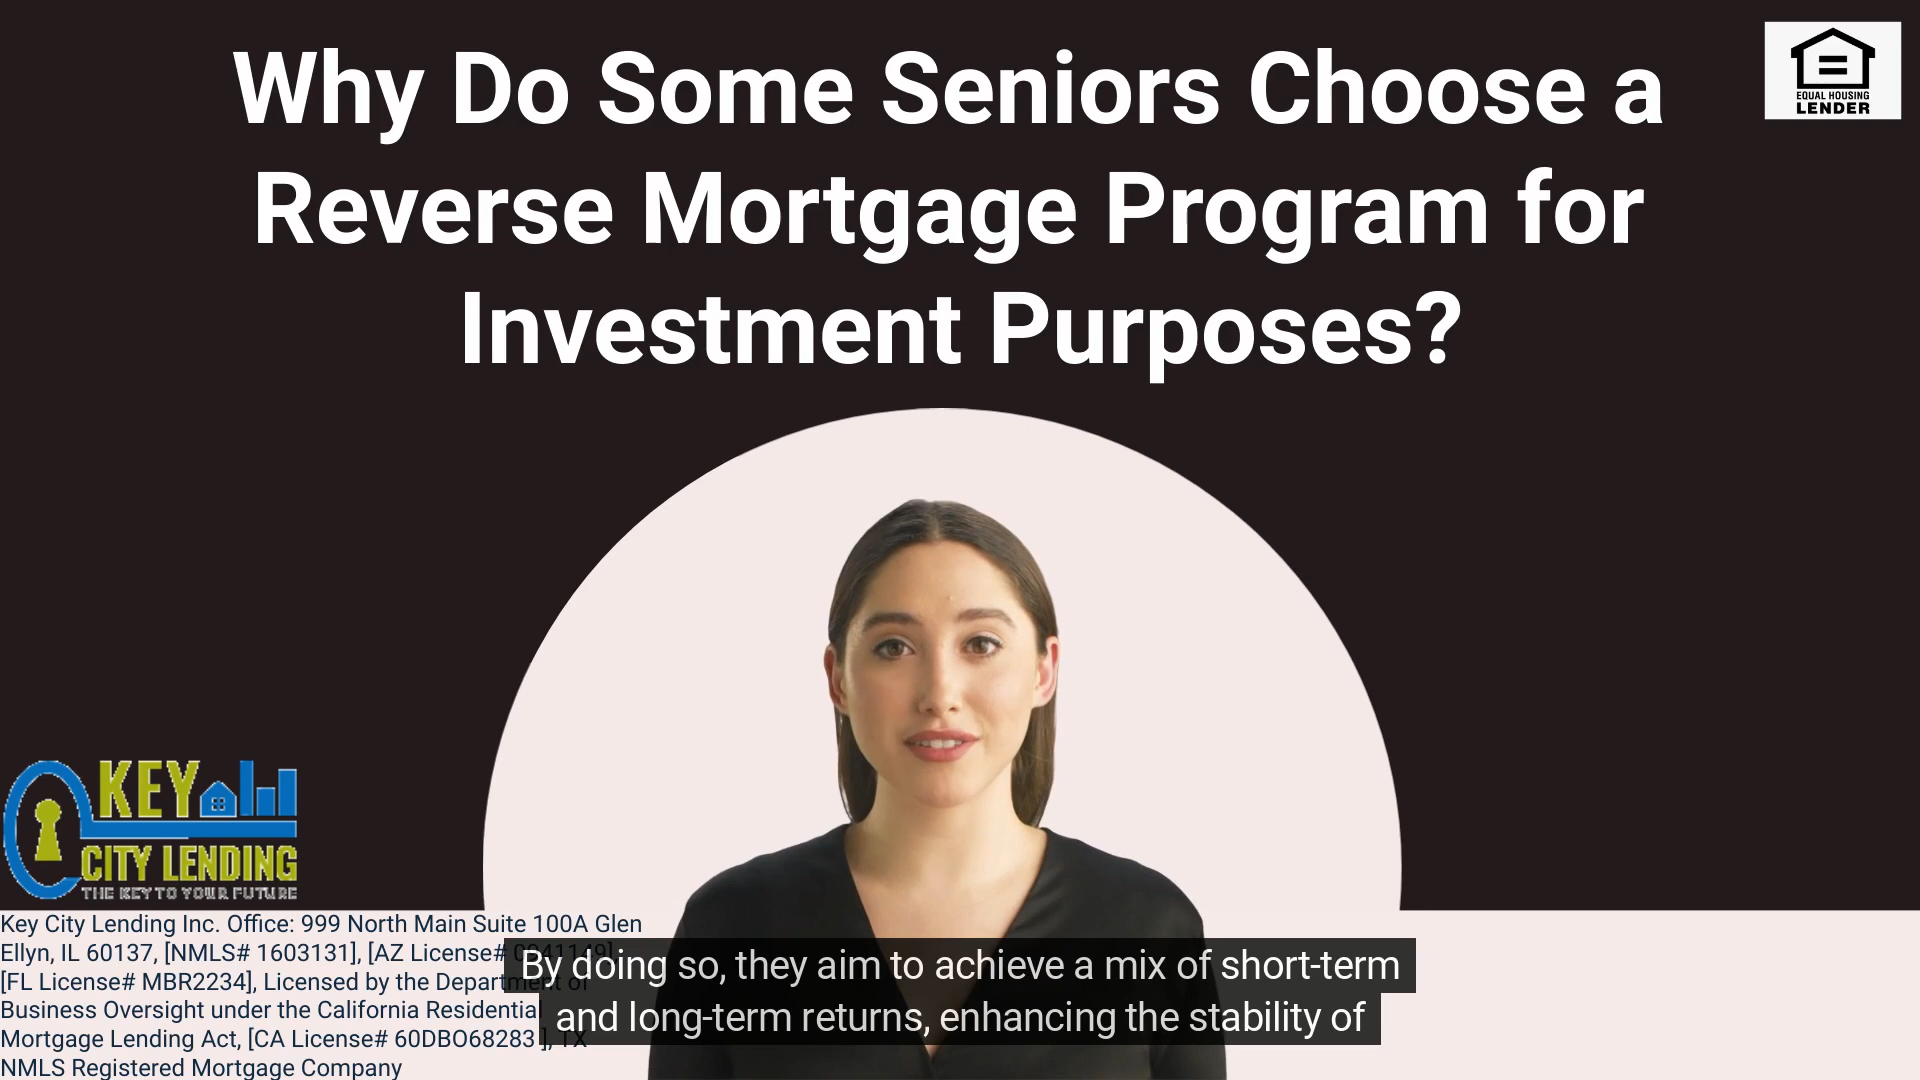 Why Do Some Seniors Choose a
Reverse Mortgage Program for
Investment Purposes?
EQUAL HOUSING
LENDER
KEY
CITY LENDING
THE KEY TO YOUR FUTURE
Key City Lending Inc. Office: 999 North Main Suite 100A Glen
Ellyn, IL 60137, [NMLS# 1603131], [AZ License# 0941149]
[FL License# MBR2234], Licensed by the Department of
Business Oversight under the California Residential
Mortgage Lending Act, [CA License# 60DBO68283 ], TX
NMLS Registered Mortgage Company
By doing so, they aim to achieve a mix of short-term
and long-term returns, enhancing the stability of